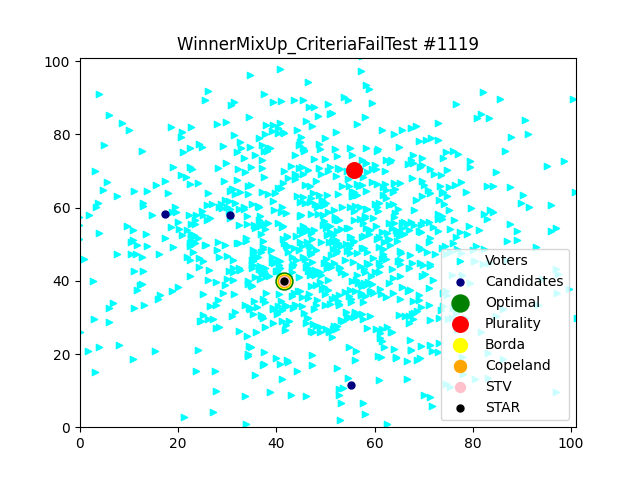 WinnerMixUp_CriteriaFailTest #1119
100
80
60
40
20
0
0 20 40 60 80 100
Voters
Candidates
Optimal
Plurality
Borda
Copeland
STV
STAR